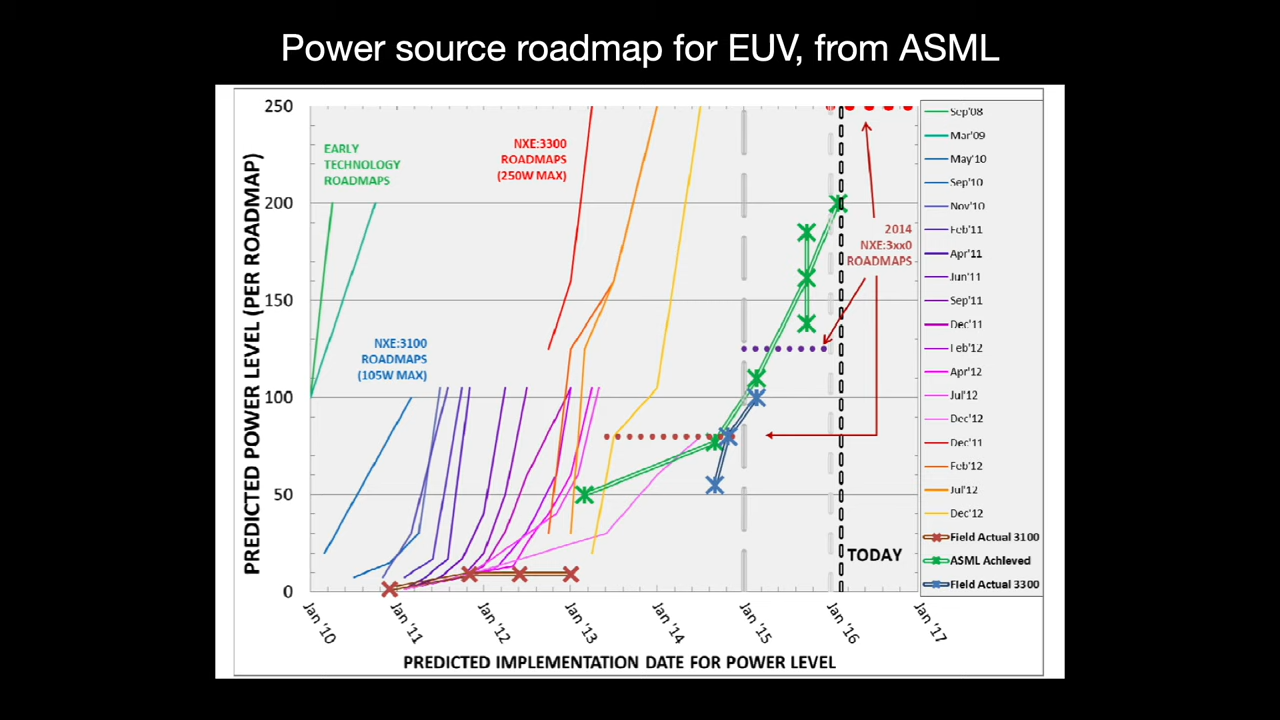 Power source roadmap for EUV, from ASML
PREDICTED POWER LEVEL (PER ROADMAP)
250
200
150
100
50
0
EARLY
TECHNOLOGY
ROADMAPS
NXE:3300
ROADMAPS
(250W MAX)
NXE:3100
ROADMAPS
(105W MAX)
2014
NXE:3xx0
ROADMAPS
TODAY
Sep'08
Mar'09
May'10
Sep'10
Nov'10
Feb'11
Apr'11
Jun'11
Sep'11
Dec'11
Feb'12
Apr'12
Jul'12
Dec'12
Dec'11
Feb'12
Jul'12
Dec'12
Field Actual 3100
ASML Achieved
Field Actual 3300
Jan '10
Jan '11
Jan '12
Jan '13
Jan '14
Jan '15
Jan '16
Jan '17
PREDICTED IMPLEMENTATION DATE FOR POWER LEVEL